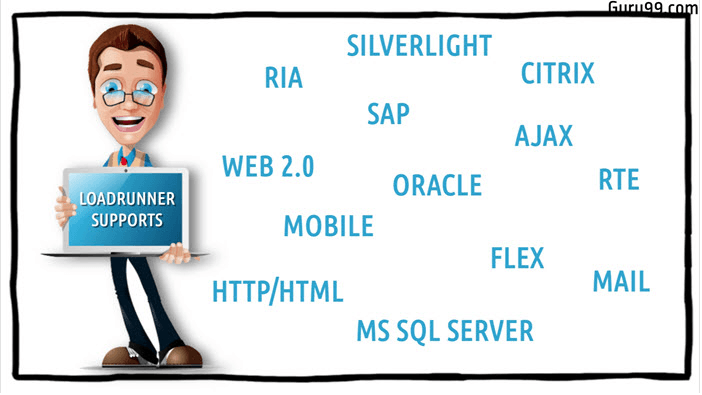 Guru99.com
SILVERLIGHT
RIA
CITRIX
SAP
AJAX
WEB 2.0
ORACLE
RTE
LOADRUNNER
SUPPORTS
MOBILE
FLEX
MAIL
HTTP/HTML
MS SQL SERVER